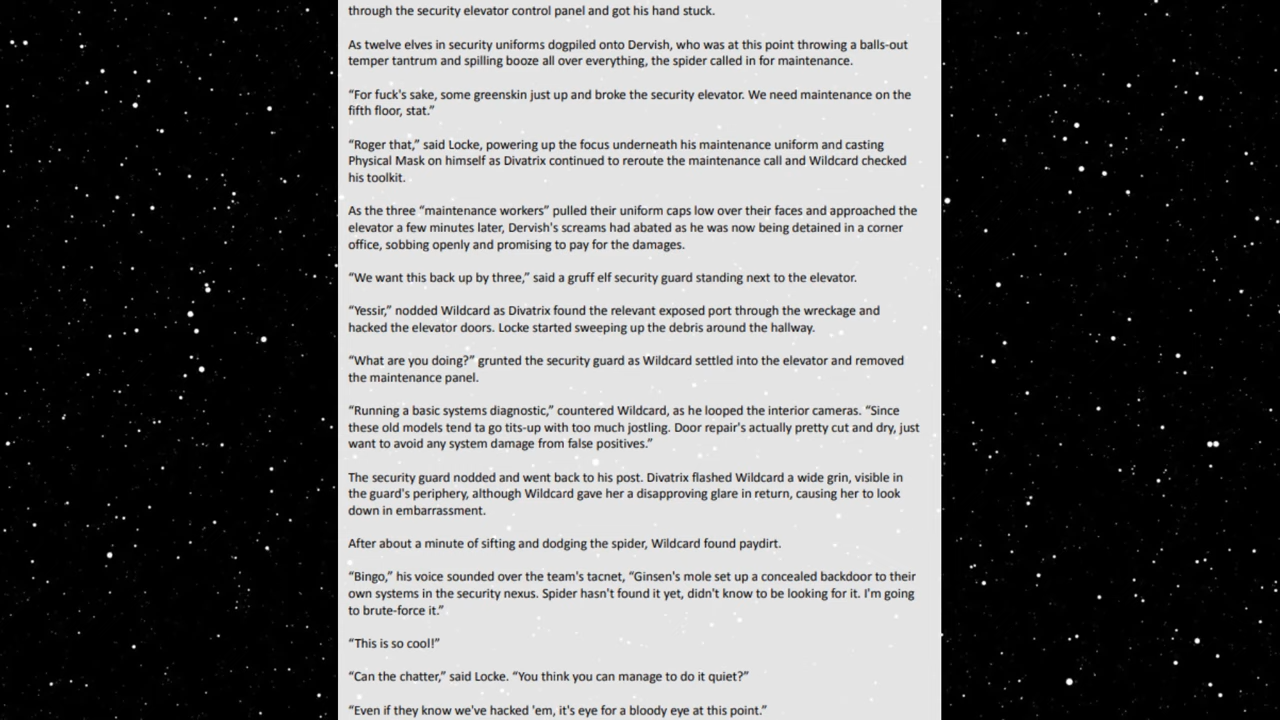 through the security elevator control panel and got his hand stuck.
As twelve elves in security uniforms dogpiled onto Dervish, who was at this point throwing a balls-out
temper tantrum and spilling booze all over everything, the spider called in for maintenance.
“For fuck's sake, some greenskin just up and broke the security elevator. We need maintenance on the
fifth floor, stat.”
“Roger that,” said Locke, powering up the focus underneath his maintenance uniform and casting
Physical Mask on himself as Divatrix continued to reroute the maintenance call and Wildcard checked
his toolkit.
As the three “maintenance workers” pulled their uniform caps low over their faces and approached the
elevator a few minutes later, Dervish's screams had abated as he was now being detained in a corner
office, sobbing openly and promising to pay for the damages.
“We want this back up by three,” said a gruff elf security guard standing next to the elevator.
“Yessir,” nodded Wildcard as Divatrix found the relevant exposed port through the wreckage and
hacked the elevator doors. Locke started sweeping up the debris around the hallway.
“What are you doing?” grunted the security guard as Wildcard settled into the elevator and removed
the maintenance panel.
“Running a basic systems diagnostic,” countered Wildcard, as he looped the interior cameras. “Since
these old models tend ta go tits-up with too much jostling. Door repair's actually pretty cut and dry, just
want to avoid any system damage from false positives.”
The security guard nodded and went back to his post. Divatrix flashed Wildcard a wide grin, visible in
the guard's periphery, although Wildcard gave her a disapproving glare in return, causing her to look
down in embarrassment.
After about a minute of sifting and dodging the spider, Wildcard found paydirt.
“Bingo,” his voice sounded over the team's tacnet, “Ginsen's mole set up a concealed backdoor to their
own systems in the security nexus. Spider hasn't found it yet, didn't know to be looking for it. I'm going
to brute-force it.”
“This is so cool!”
“Can the chatter,” said Locke. “You think you can manage to do it quiet?”
“Even if they know we've hacked 'em, it's eye for a bloody eye at this point.”